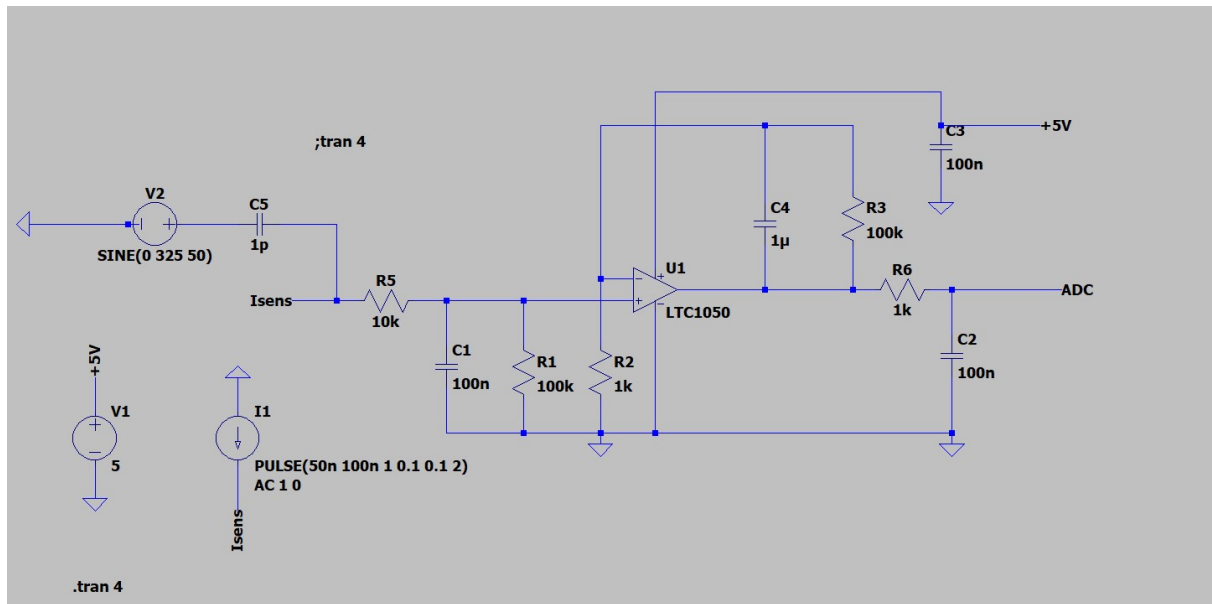 ;tran 4
C3
+5V
100n
V2
C5
SINE(0 325 50)
1p
C4
1µ
R3
100k
U1
LTC1050
R5
Isens
10k
R6
1k
ADC
C1
100n
R1
100k
R2
1k
C2
100n
+5V
V1
5
I1
PULSE(50n 100n 1 0.1 0.1 2)
AC 1 0
Isens
.tran 4